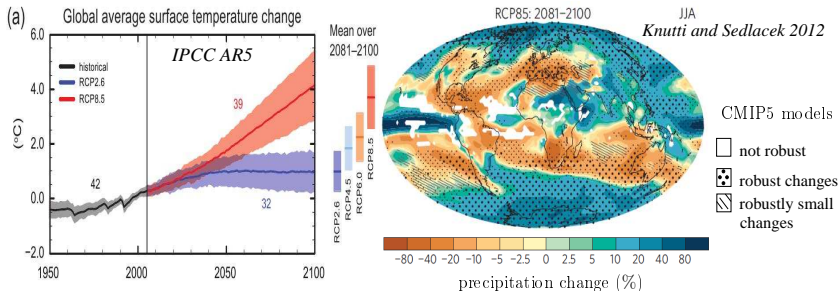 (a)
Global average surface temperature change
6.0
4.0
2.0
0.0
−2.0
(°C)
IPCC AR5
historical
RCP2.6
RCP8.5
39
42
32
1950
2000
2050
2100
Mean over
2081–2100
RCP2.6
RCP4.5
RCP6.0
RCP8.5
RCP85: 2081-2100
JJA
Knutti and Sedlacek 2012
CMIP5 models
not robust
robust changes
robustly small
changes
−80 −40 −20 −10 −5 −2.5 0 2.5 5 10 20 40 80
precipitation change (%)